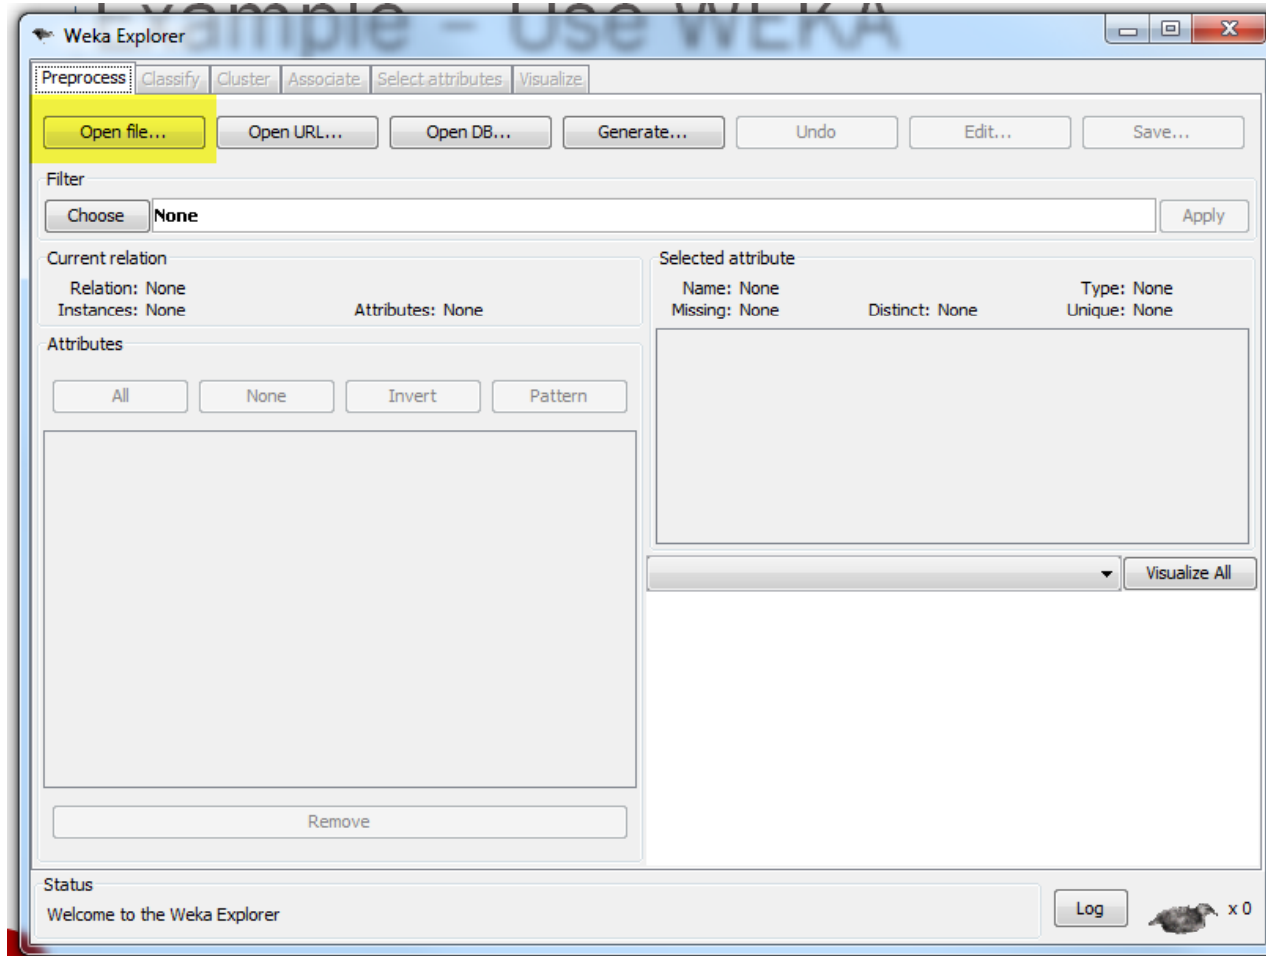 Example – Use WEKA
Weka Explorer
Preprocess Classify Cluster Associate Select attributes Visualize
Open file... Open URL... Open DB... Generate... Undo Edit... Save...
Filter
Choose None Apply
Current relation
Relation: None
Instances: None Attributes: None
Selected attribute
Name: None Type: None
Missing: None Distinct: None Unique: None
Attributes
All None Invert Pattern
Visualize All
Remove
Status
Welcome to the Weka Explorer
Log x 0